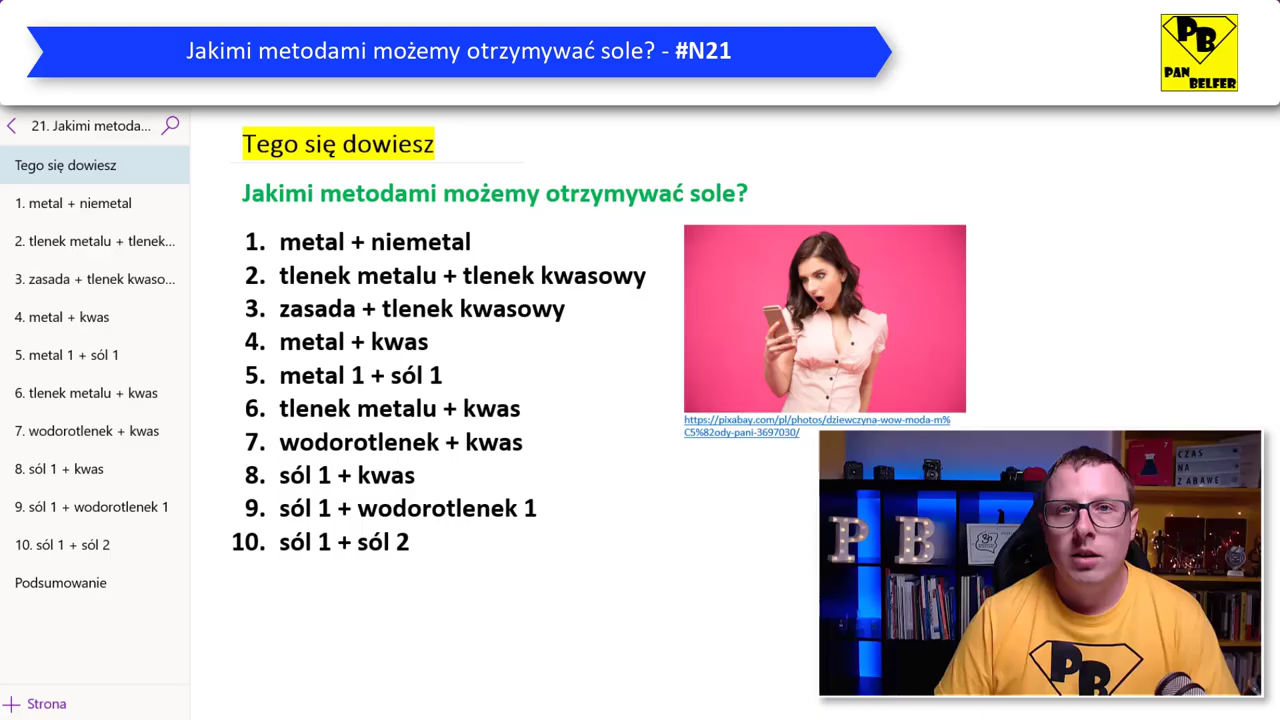 Jakimi metodami możemy otrzymywać sole? - #N21
PB
PAN
BELFER
21. Jakimi metoda...
Tego się dowiesz
1. metal + niemetal
2. tlenek metalu + tlenek...
3. zasada + tlenek kwaso...
4. metal + kwas
5. metal 1 + sól 1
6. tlenek metalu + kwas
7. wodorotlenek + kwas
8. sól 1 + kwas
9. sól 1 + wodorotlenek 1
10. sól 1 + sól 2
Podsumowanie
Strona
Tego się dowiesz
Jakimi metodami możemy otrzymywać sole?
1. metal + niemetal
2. tlenek metalu + tlenek kwasowy
3. zasada + tlenek kwasowy
4. metal + kwas
5. metal 1 + sól 1
6. tlenek metalu + kwas
7. wodorotlenek + kwas
8. sól 1 + kwas
9. sól 1 + wodorotlenek 1
10. sól 1 + sól 2
https://pixabay.com/pl/photos/dziewczyna-wow-moda-m%
C5%82ody-pani-3697030/
CZAS
NA
ZABAWE
P B
PB